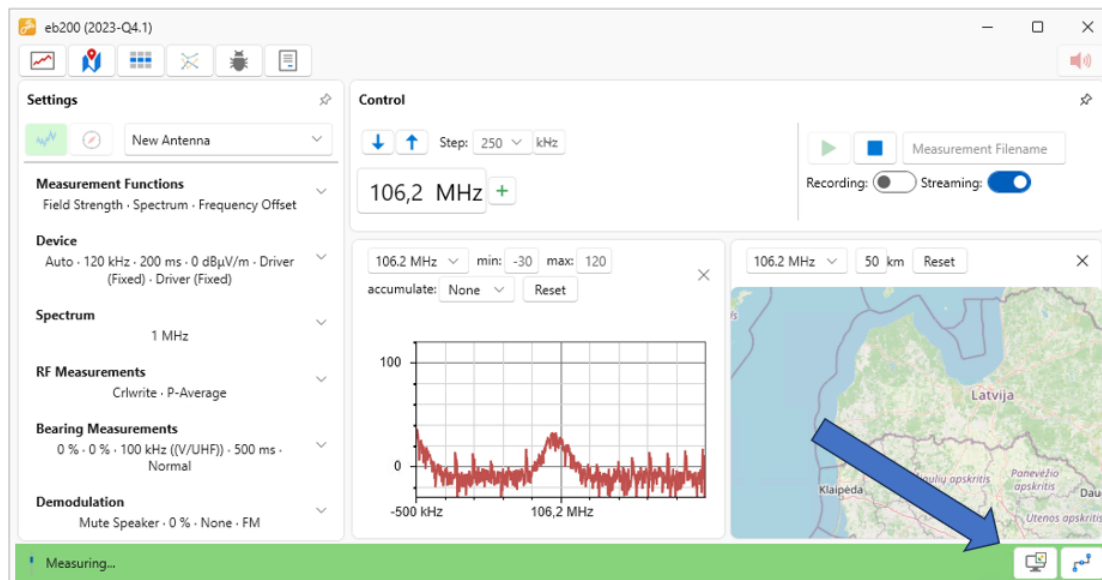 eb200 (2023-Q4.1)
Settings
New Antenna
Measurement Functions
Field Strength · Spectrum · Frequency Offset
Device
Auto · 120 kHz · 200 ms · 0 dBµV/m · Driver
(Fixed) · Driver (Fixed)
Spectrum
1 MHz
RF Measurements
Crlwrite · P-Average
Bearing Measurements
0 % · 0 % · 100 kHz ((V/UHF)) · 500 ms ·
Normal
Demodulation
Mute Speaker · 0 % · None · FM
Control
Step: 250 kHz
106,2 MHz +
Measurement Filename
Recording: Streaming:
106.2 MHz min: -30 max: 120
accumulate: None Reset
100
0
-500 kHz 106,2 MHz
106.2 MHz 50 km Reset
Latvija
Klaipėda
Panevėžio
apskritis
Utenos apskritis
Measuring...